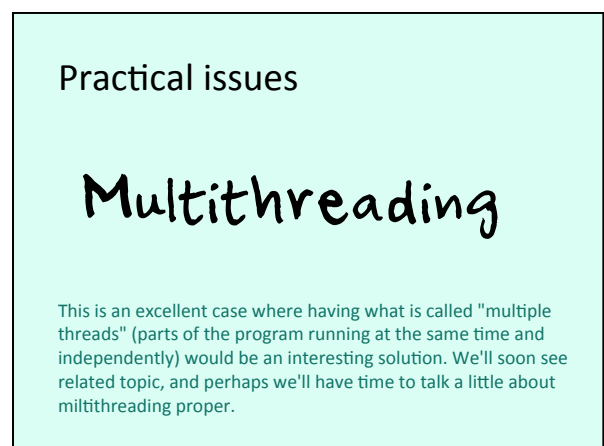 Practical issues
Multithreading
This is an excellent case where having what is called "multiple
threads" (parts of the program running at the same time and
independently) would be an interesting solution. We'll soon see
related topic, and perhaps we'll have time to talk a little about
miltithreading proper.